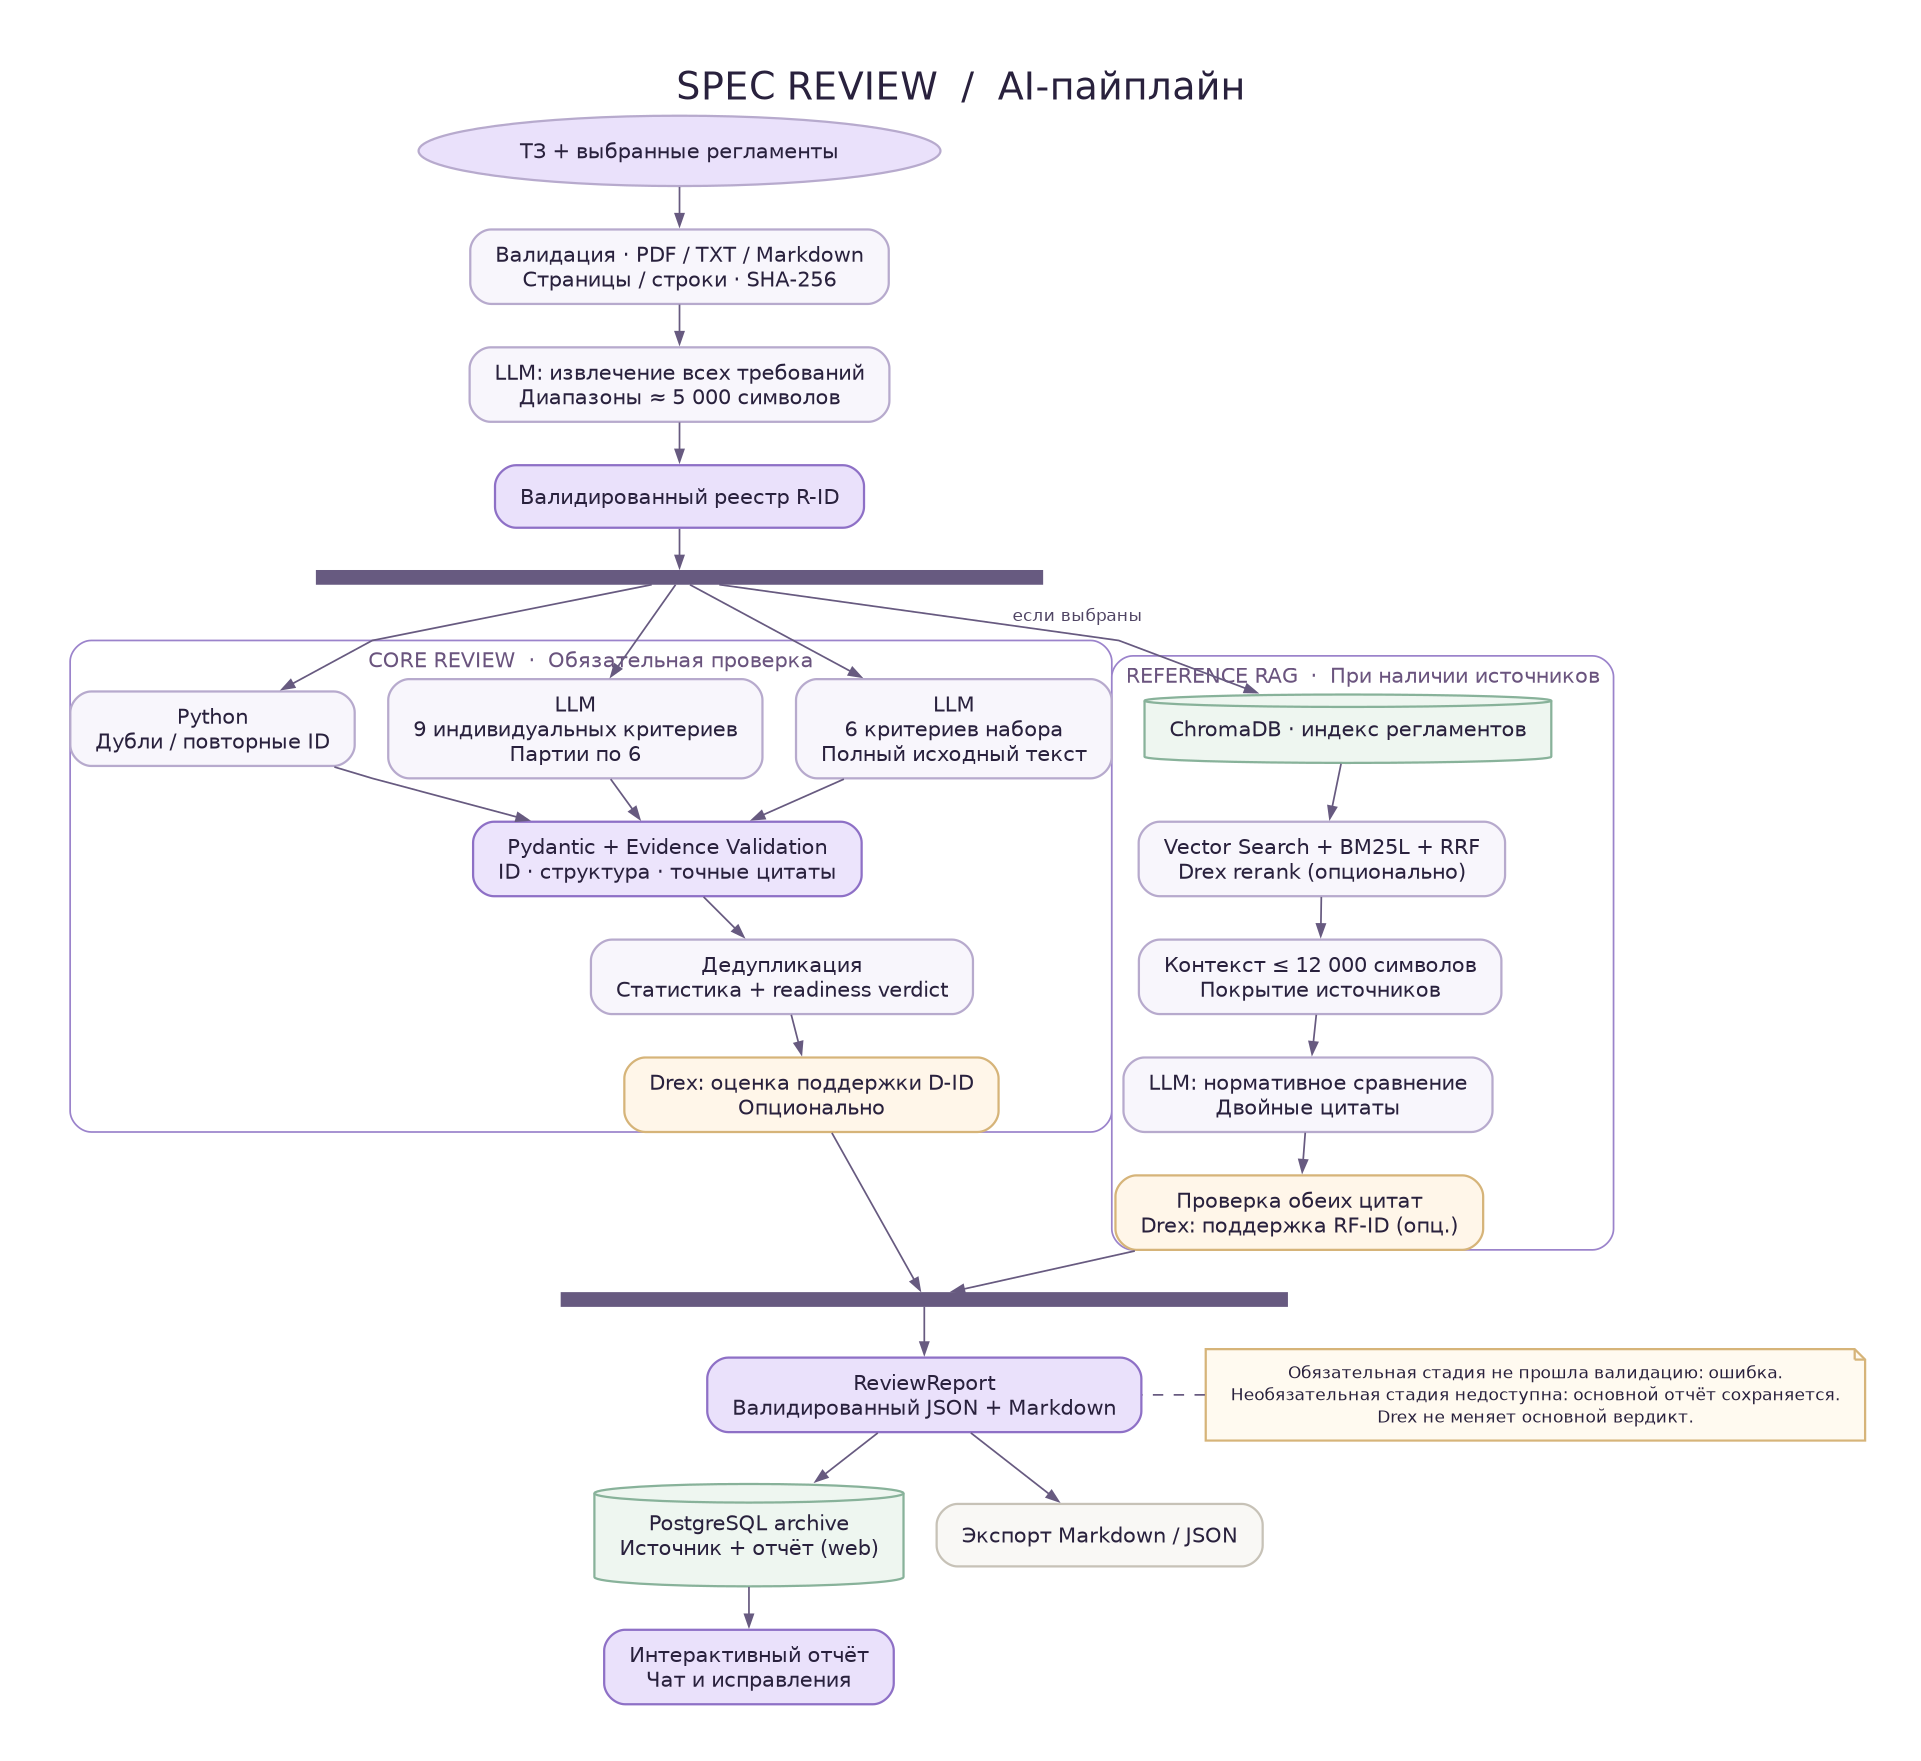 SPEC REVIEW / AI-пайплайн
ТЗ + выбранные регламенты
Валидация · PDF / TXT / Markdown
Страницы / строки · SHA-256
LLM: извлечение всех требований
Диапазоны ≈ 5 000 символов
Валидированный реестр R-ID
если выбраны
CORE REVIEW · Обязательная проверка
REFERENCE RAG · При наличии источников
Python
Дубли / повторные ID
LLM
9 индивидуальных критериев
Партии по 6
LLM
6 критериев набора
Полный исходный текст
ChromaDB · индекс регламентов
Pydantic + Evidence Validation
ID · структура · точные цитаты
Vector Search + BM25L + RRF
Drex rerank (опционально)
Дедупликация
Статистика + readiness verdict
Контекст ≤ 12 000 символов
Покрытие источников
Drex: оценка поддержки D-ID
Опционально
LLM: нормативное сравнение
Двойные цитаты
Проверка обеих цитат
Drex: поддержка RF-ID (опц.)
ReviewReport
Валидированный JSON + Markdown
Обязательная стадия не прошла валидацию: ошибка.
Необязательная стадия недоступна: основной отчёт сохраняется.
Drex не меняет основной вердикт.
PostgreSQL archive
Источник + отчёт (web)
Экспорт Markdown / JSON
Интерактивный отчёт
Чат и исправления